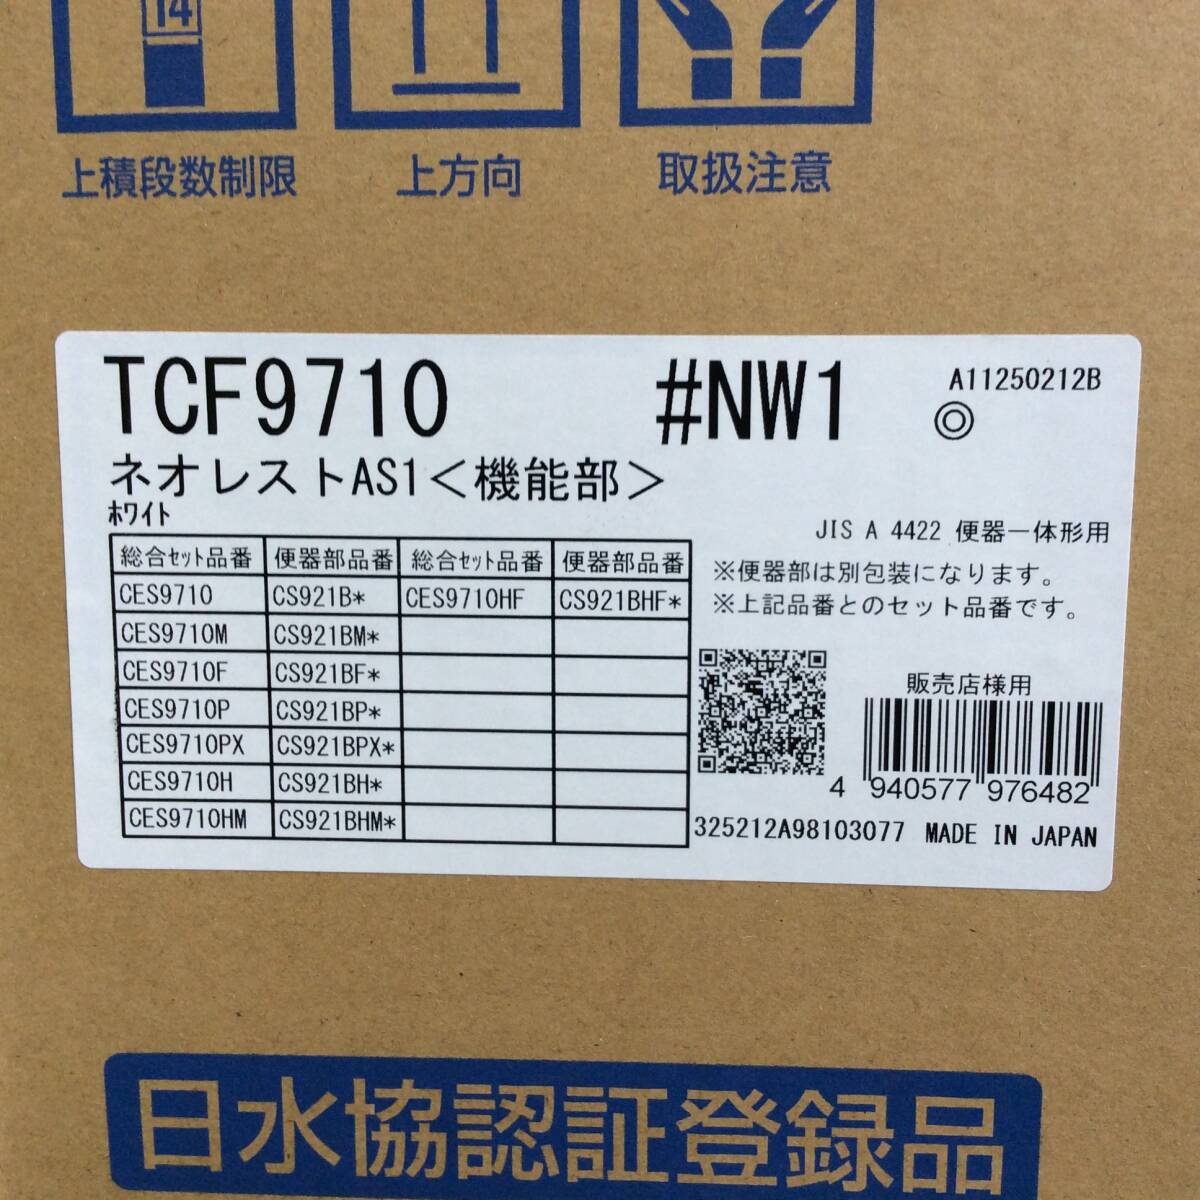 14
上積段数制限 上方向 取扱注意
TCF9710 #NW1 A11250212B
◎
ネオレストAS1<機能部>
ホワイト
JIS A 4422 便器一体形用
※便器部は別包装になります。
※上記品番とのセット品番です。
総合セット品番 便器部品番 総合セット品番 便器部品番
CES9710 CS921B* CES9710HF CS921BHF*
CES9710M CS921BM*
CES9710F CS921BF*
CES9710P CS921BP*
CES9710PX CS921BPX*
CES9710H CS921BH*
CES9710HM CS921BHM*
販売店様用
4 940577 976482
325212A98103077 MADE IN JAPAN
日水協認証登録品